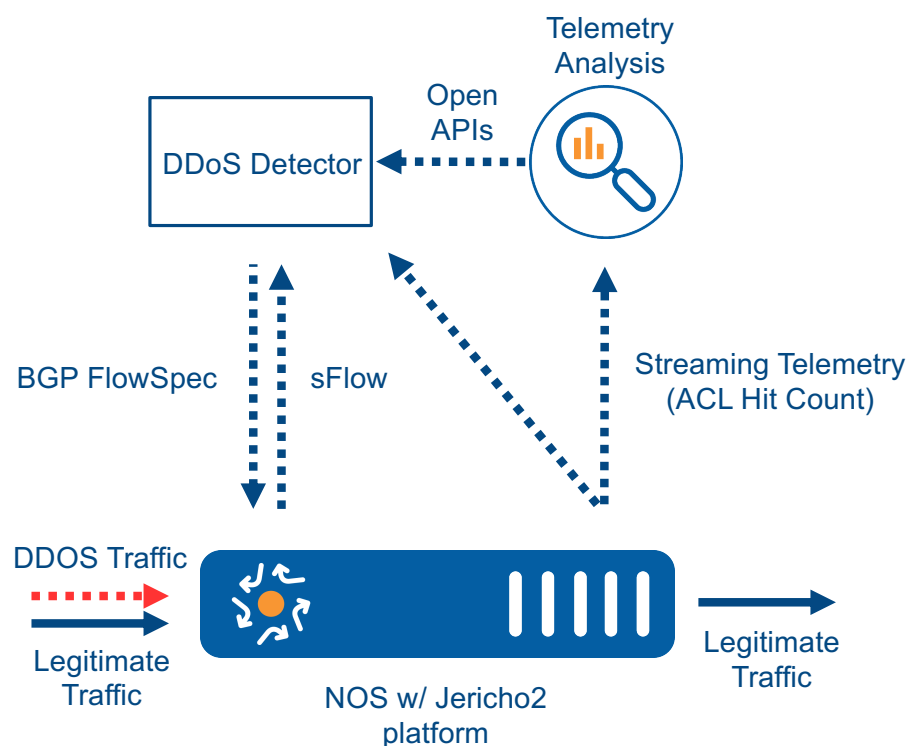 Telemetry
Analysis
Open
APIs
DDoS Detector
BGP FlowSpec
sFlow
Streaming Telemetry
(ACL Hit Count)
DDOS Traffic
Legitimate
Traffic
Legitimate
Traffic
NOS w/ Jericho2
platform